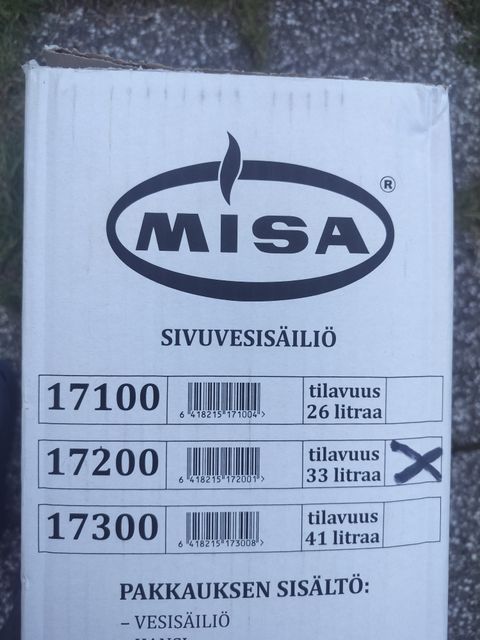 MISA®
SIVUVESISÄILIÖ
17100 6 418215 171004 > tilavuus 26 litraa
17200 6 418215 172001 > tilavuus 33 litraa X
17300 6 418215 173008 > tilavuus 41 litraa
PAKKAUKSEN SISÄLTÖ:
– VESISÄILIÖ